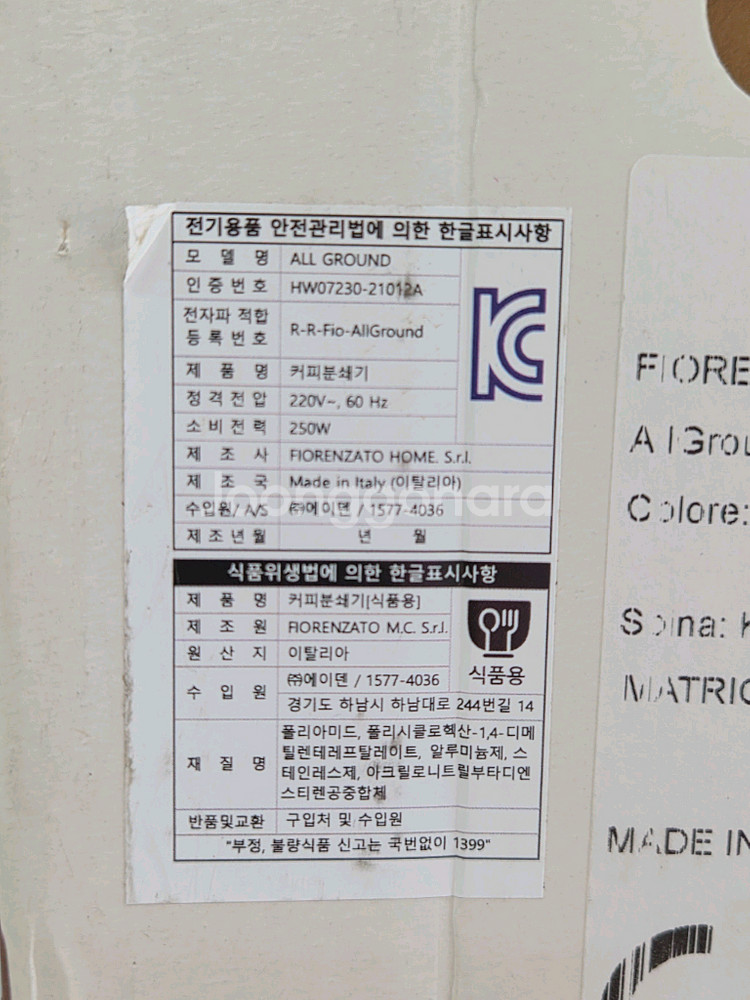 전기용품 안전관리법에 의한 한글표시사항
모 델 명 ALL GROUND
인 증 번 호 HW07230-21012A
전자파 적합
등 록 번 호 R-R-Fio-AllGround
제 품 명 커피분쇄기
정 격 전 압 220V~, 60 Hz
소 비 전 력 250W
제 조 사 FIORENZATO HOME. S.r.l.
제 조 국 Made in Italy (이탈리아)
수입원/ A/S ㈜에이덴 / 1577-4036
제 조 년 월 년 월
KC
식품위생법에 의한 한글표시사항
제 품 명 커피분쇄기[식품용]
제 조 원 FIORENZATO M.C. S.r.l.
원 산 지 이탈리아
식품용
수 입 원 ㈜에이덴 / 1577-4036
경기도 하남시 하남대로 244번길 14
재 질 명 폴리아미드, 폴리시클로헥산-1,4-디메
틸렌테레프탈레이트, 알루미늄제, 스
테인레스제, 아크릴로니트릴부타디엔
스티렌공중합체
반품및교환 구입처 및 수입원
"부정, 불량식품 신고는 국번없이 1399"
joonggonara
FIORE
AllGrou
Colore:
Spina:
MATRIC
MADE IN